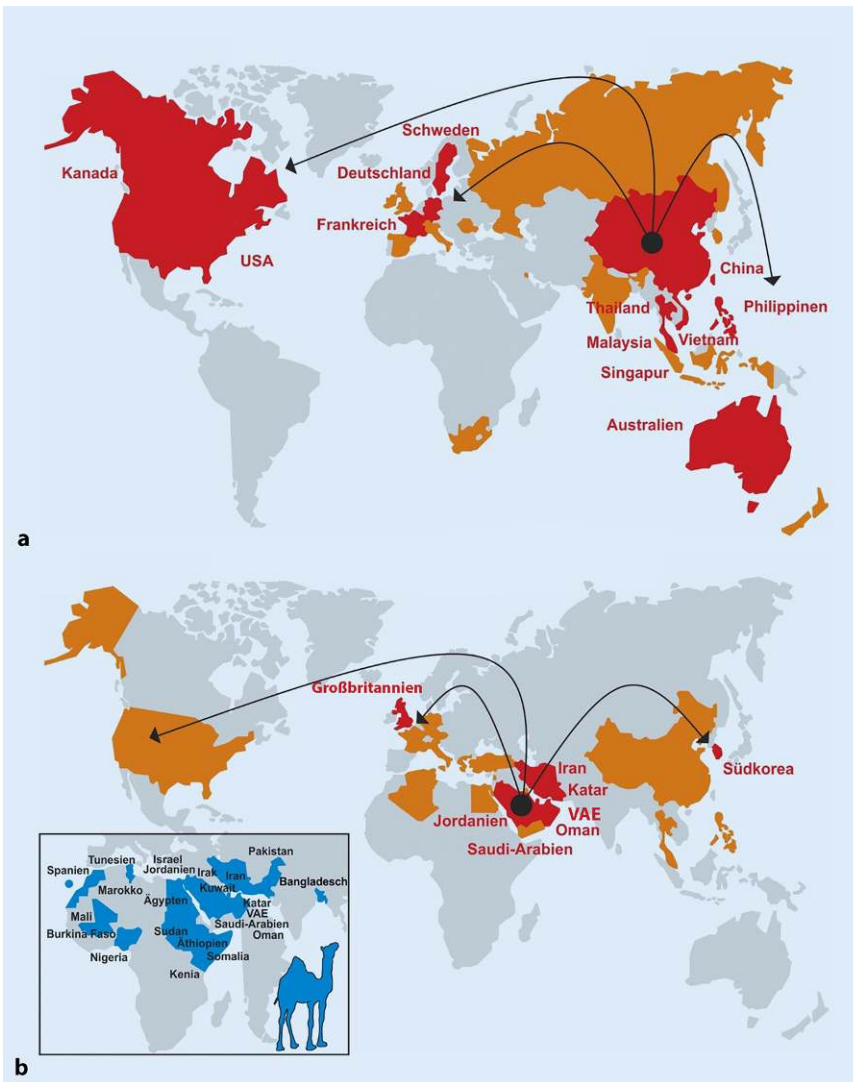 Schweden
Kanada
Deutschland
Frankreich
USA
China
Thailand
Philippinen
Vietnam
Malaysia
Singapur
Australien
a
Großbritannien
Iran
Südkorea
Katar
Jordanien
VAE
Oman
Saudi-Arabien
Pakistan
Tunesien
Israel
Spanien
Jordanien
Irak
Iran
Marokko
Kuwait
Bangladesch
Ägypten
Katar
VAE
Mali
Saudi-Arabien
Burkina Faso
Sudan
Oman
Äthiopien
Nigeria
Somalia
Kenia
b